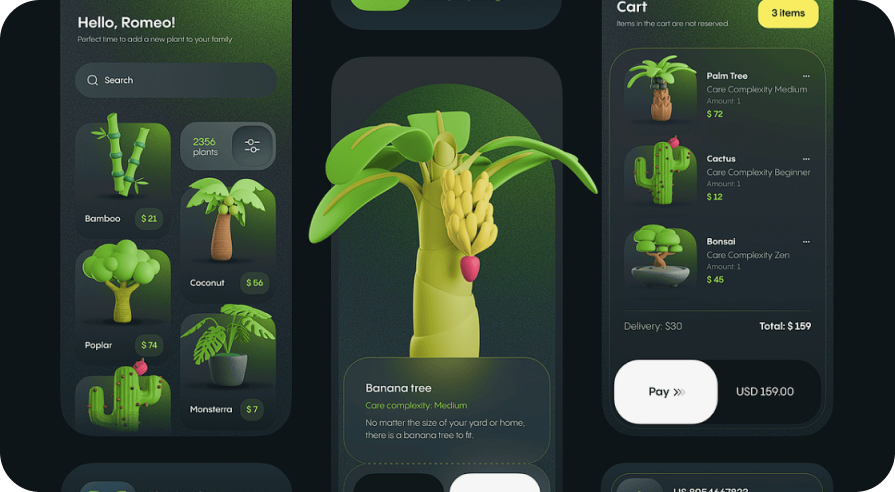 Hello, Romeo!
Perfect time to add a new plant to your family
Search
2356
plants
Bamboo
$ 21
Coconut
$ 56
Poplar
$ 74
Monsterra
$ 7
Banana tree
Care complexity: Medium
No matter the size of your yard or home,
there is a banana tree to fit.
Cart
Items in the cart are not reserved
3 items
Palm Tree
Care Complexity Medium
Amount: 1
$ 72
Cactus
Care Complexity Beginner
Amount: 1
$ 12
Bonsai
Care Complexity Zen
Amount: 1
$ 45
Delivery: $30
Total: $ 159
Pay
USD 159.00